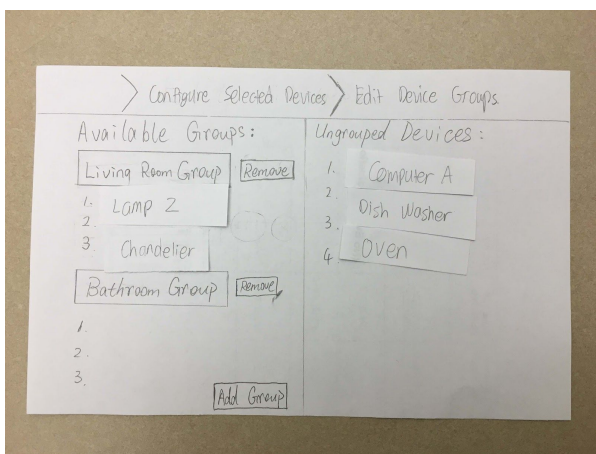 > Configure Selected Devices > Edit Device Groups
Available Groups:
Living Room Group Remove
1. Lamp 2
2.
3. Chandelier
Bathroom Group Remove
1.
2.
3.
Add Group
Ungrouped Devices:
1. Computer A
2.
Dish Washer
3.
4 Oven